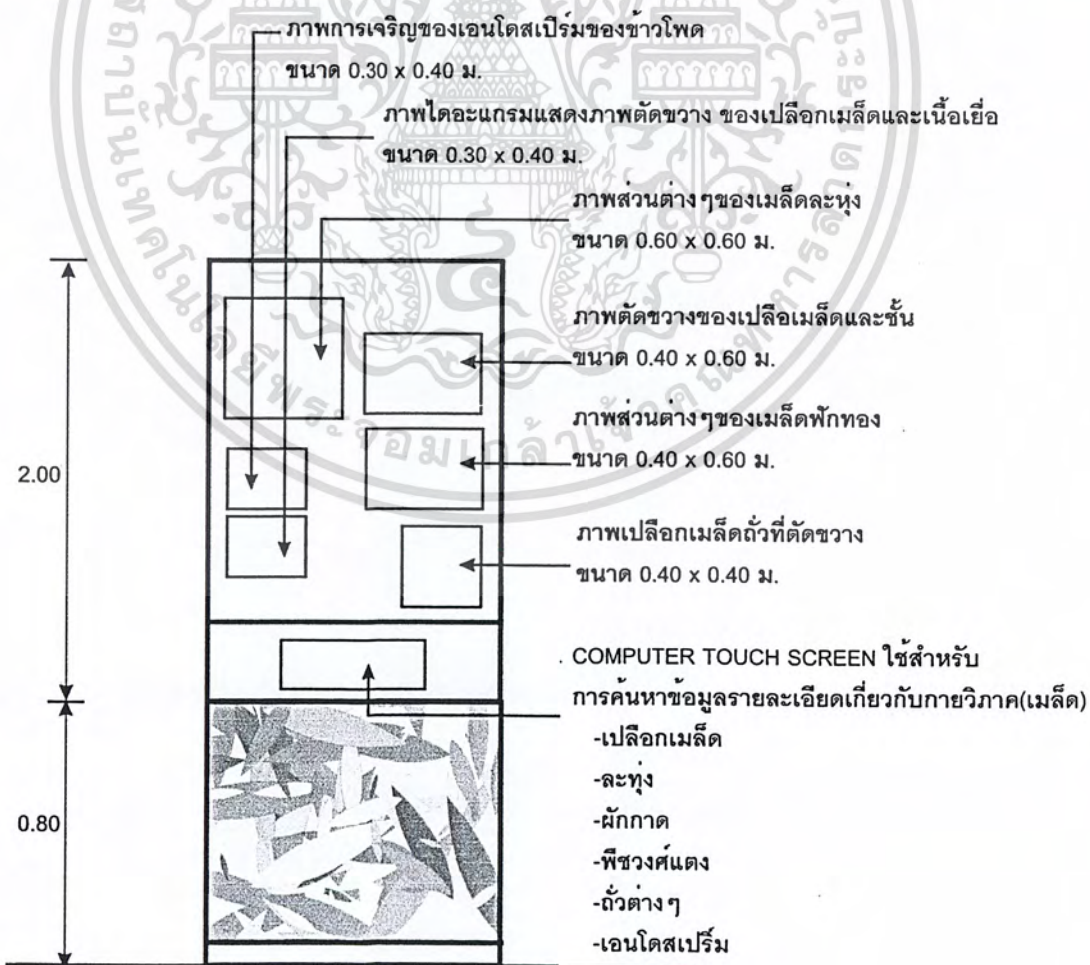 ภาพการเจริญของเอนโดสเปิร์มของข้าวโพด
ขนาด 0.30 x 0.40 ม.
ภาพไดอะแกรมแสดงภาพตัดขวาง ของเปลือกเมล็ดและเนื้อเยื่อ
ขนาด 0.30 x 0.40 ม.
ภาพส่วนต่างๆของเมล็ดละหุ่ง
ขนาด 0.60 x 0.60 ม.
ภาพตัดขวางของเปลือเมล็ดและชั้น
ขนาด 0.40 x 0.60 ม.
ภาพส่วนต่างๆของเมล็ดฟักทอง
ขนาด 0.40 x 0.60 ม.
2.00
ภาพเปลือกเมล็ดถั่วที่ตัดขวาง
ขนาด 0.40 x 0.40 ม.
. COMPUTER TOUCH SCREEN ใช้สำหรับ
การค้นหาข้อมูลรายละเอียดเกี่ยวกับกายวิภาค(เมล็ด)
-เปลือกเมล็ด
-ละทุ่ง
0.80
-ผักกาด
-พืชวงศ์แตง
-ถั่วต่างๆ
-เอนโดสเปริ์ม